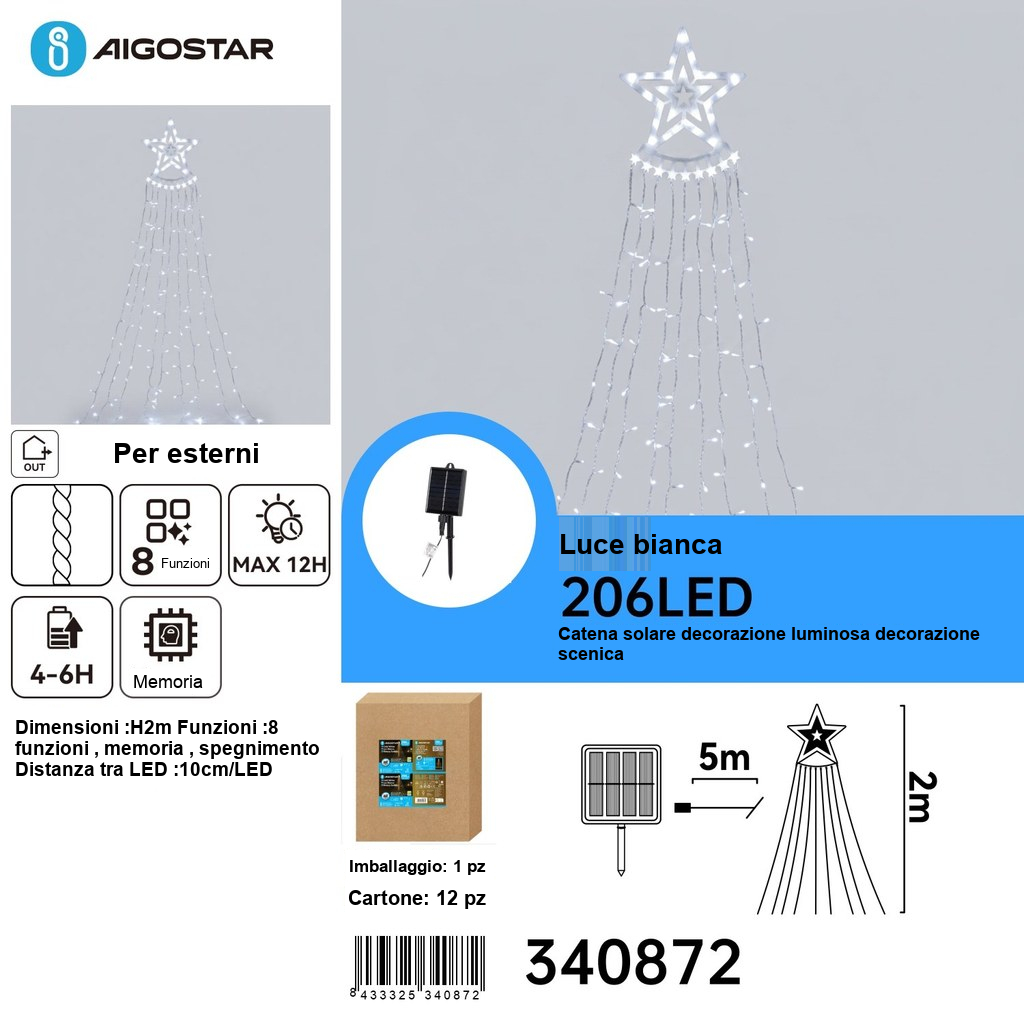 AIGOSTAR
OUT
Per esterni
8 Funzioni
MAX 12H
4-6H
Memoria
Dimensioni :H2m Funzioni :8
funzioni , memoria , spegnimento
Distanza tra LED :10cm/LED
Luce bianca
206LED
Catena solare decorazione luminosa decorazione
scenica
5m
2m
Imballaggio: 1 pz
Cartone: 12 pz
8 433325 340872
340872